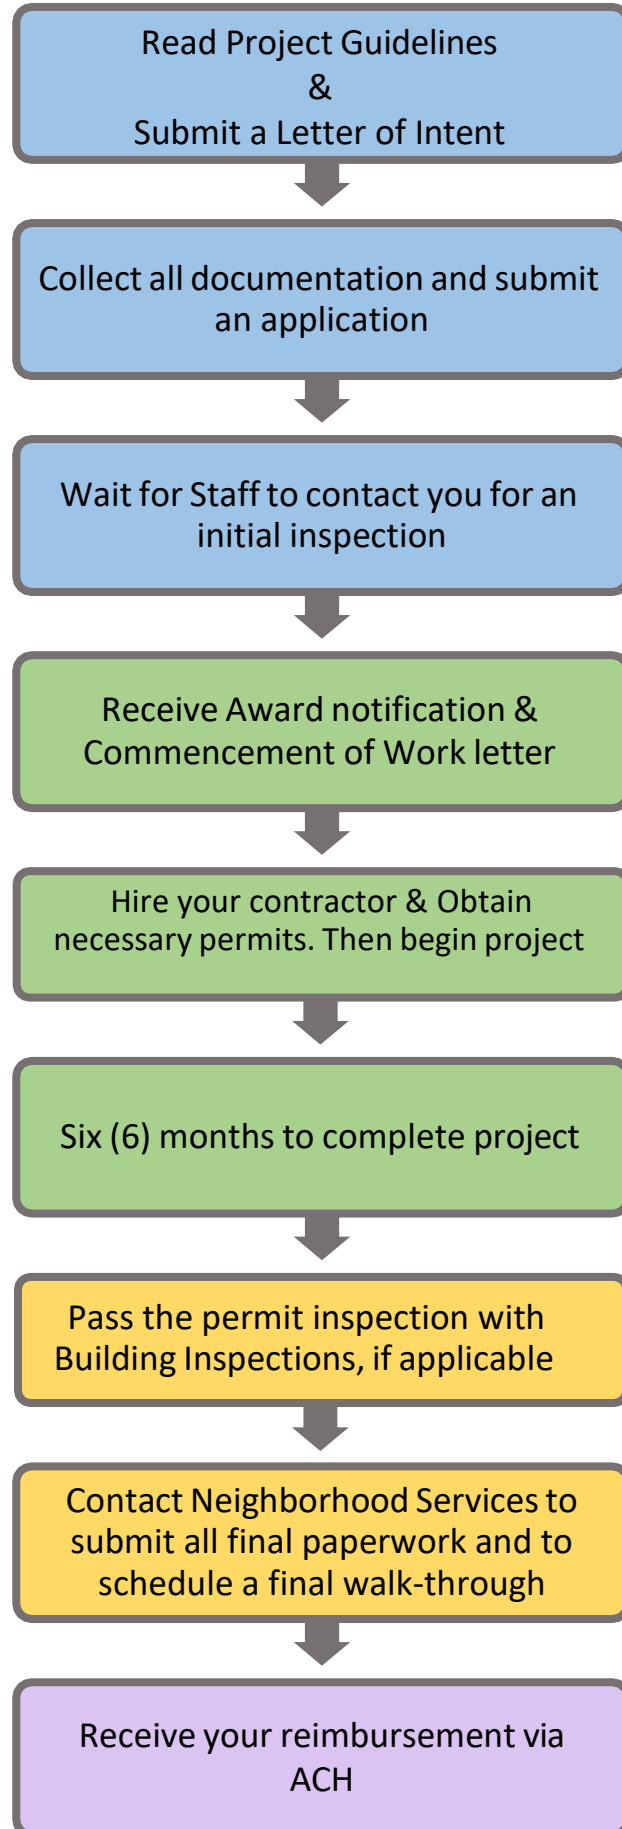 Read Project Guidelines
&
Submit a Letter of Intent
Collect all documentation and submit
an application
Wait for Staff to contact you for an
initial inspection
Receive Award notification &
Commencement of Work letter
Hire your contractor & Obtain
necessary permits. Then begin project
Six (6) months to complete project
Pass the permit inspection with
Building Inspections, if applicable
Contact Neighborhood Services to
submit all final paperwork and to
schedule a final walk-through
Receive your reimbursement via
ACH